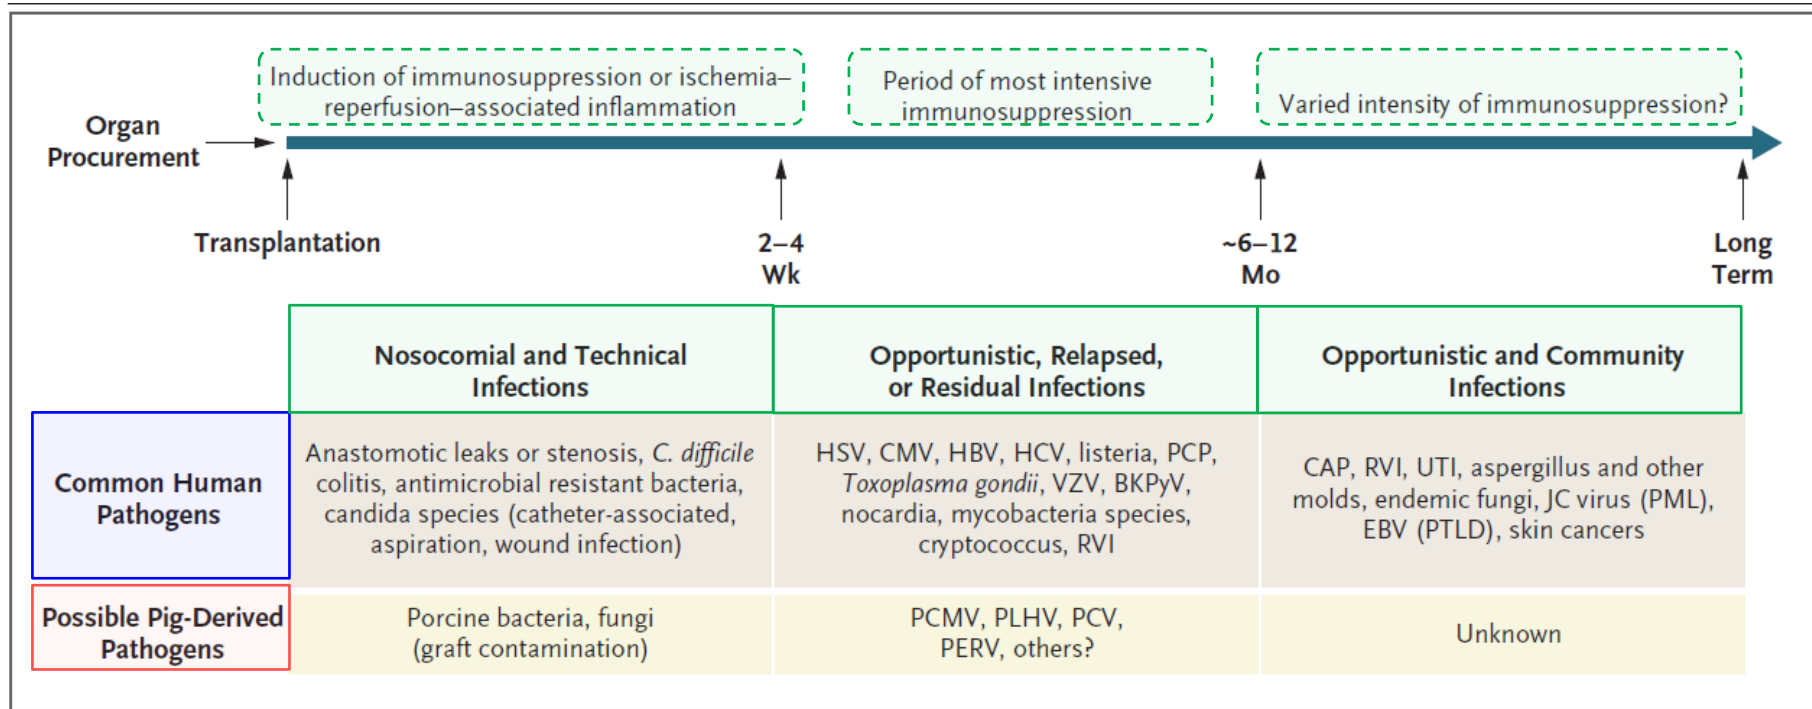 Induction of immunosuppression or ischemia–
reperfusion–associated inflammation
Period of most intensive
immunosuppression
Varied intensity of immunosuppression?
Organ
Procurement
Transplantation
2–4
Wk
~6–12
Mo
Long
Term
Nosocomial and Technical
Infections
Opportunistic, Relapsed,
or Residual Infections
Opportunistic and Community
Infections
Common Human
Pathogens
Anastomotic leaks or stenosis, C. difficile
colitis, antimicrobial resistant bacteria,
candida species (catheter-associated,
aspiration, wound infection)
HSV, CMV, HBV, HCV, listeria, PCP,
Toxoplasma gondii, VZV, BKPyV,
nocardia, mycobacteria species,
cryptococcus, RVI
CAP, RVI, UTI, aspergillus and other
molds, endemic fungi, JC virus (PML),
EBV (PTLD), skin cancers
Possible Pig-Derived
Pathogens
Porcine bacteria, fungi
(graft contamination)
PCMV, PLHV, PCV,
PERV, others?
Unknown